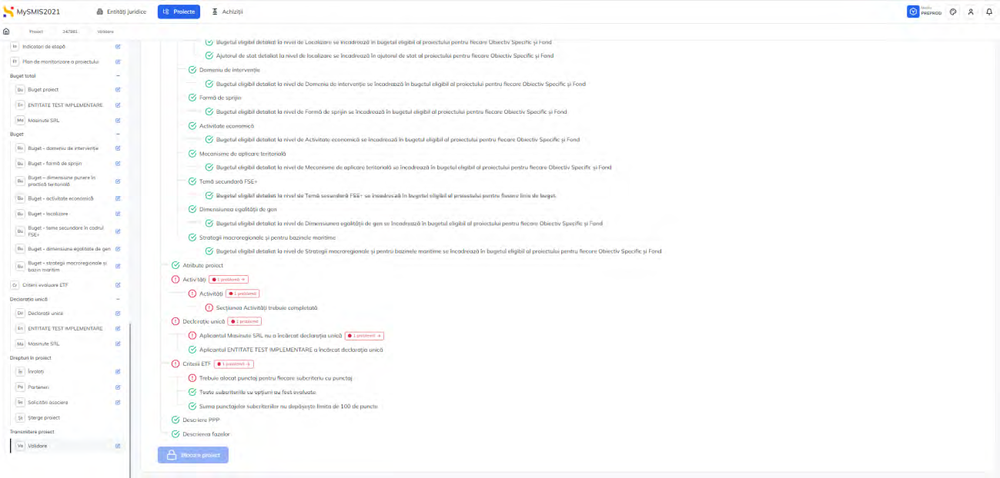 MySMIS2021
Entități juridice
Proiecte
Achiziții
Mediu
PREPROD
Proiect
347881
Validare
In Indicatori de etapă
Pl Plan de monitorizare a proiectului
Buget total
Bu Buget proiect
En ENTITATE TEST IMPLEMENTARE
Ma Masinute SRL
Buget
Bu Buget - domeniu de intervenție
Bu Buget - formă de sprijin
Bu Buget – dimensiune punere în
practică teritorială
Bu Buget - activitate economică
Bu Buget - localizare
Bu Buget - teme secundare în cadrul
FSE+
Bu Buget - dimensiune egalitate de gen
Bu Buget - strategii macroregionale și
bazin maritim
Cr Criterii evaluare ETF
Declarația unică
De Declarații unice
En ENTITATE TEST IMPLEMENTARE
Ma Masinute SRL
Drepturi în proiect
În Înrolați
Pa Parteneri
So Solicitări asociere
Șt Șterge proiect
Transmitere proiect
Va Validare
Bugetul eligibil detaliat la nivel de Localizare se încadrează în bugetul eligibil al proiectului pentru fiecare Obiectiv Specific și Fond
Ajutorul de stat detaliat la nivel de localizare se încadrează în ajutorul de stat al proiectului pentru fiecare Obiectiv Specific și Fond
Domeniu de intervenție
Bugetul eligibil detaliat la nivel de Domeniu de intervenție se încadrează în bugetul eligibil al proiectului pentru fiecare Obiectiv Specific și Fond
Formă de sprijin
Bugetul eligibil detaliat la nivel de Formă de sprijin se încadrează în bugetul eligibil al proiectului pentru fiecare Obiectiv Specific și Fond
Activitate economică
Bugetul eligibil detaliat la nivel de Activitate economică se încadrează în bugetul eligibil al proiectului pentru fiecare Obiectiv Specific și Fond
Mecanisme de aplicare teritorială
Bugetul eligibil detaliat la nivel de Mecanisme de aplicare teritorială se încadrează în bugetul eligibil al proiectului pentru fiecare Obiectiv Specific și Fond
Temă secundară FSE+
Bugetul eligibil detaliat la nivel de Temă secundară FSE+ se încadrează în bugetul eligibil al proiectului pentru fiecare linie de buget.
Dimensiunea egalității de gen
Bugetul eligibil detaliat la nivel de Dimensiunea egalității de gen se încadrează în bugetul eligibil al proiectului pentru fiecare Obiectiv Specific și Fond
Strategii macroregionale și pentru bazinele maritime
Bugetul eligibil detaliat la nivel de Strategii macroregionale și pentru bazinele maritime se încadrează în bugetul eligibil al proiectului pentru fiecare Obiectiv Specific și Fond
Atribute proiect
Activități 1 problemă
Activități 1 problemă
Secțiunea Activități trebuie completată
Declarație unică 1 problemă
Aplicantul Masinute SRL nu a încărcat declarația unică 1 problemă
Aplicantul ENTITATE TEST IMPLEMENTARE a încărcat declarația unică
Criterii ETF 1 problemă
Trebuie alocat punctaj pentru fiecare subcriteriu cu punctaj
Toate subcriteriile cu opțiuni au fost evaluate
Suma punctajelor subcriteriilor nu depășește limita de 100 de puncte
Descriere PPP
Descrierea fazelor
Blocare proiect